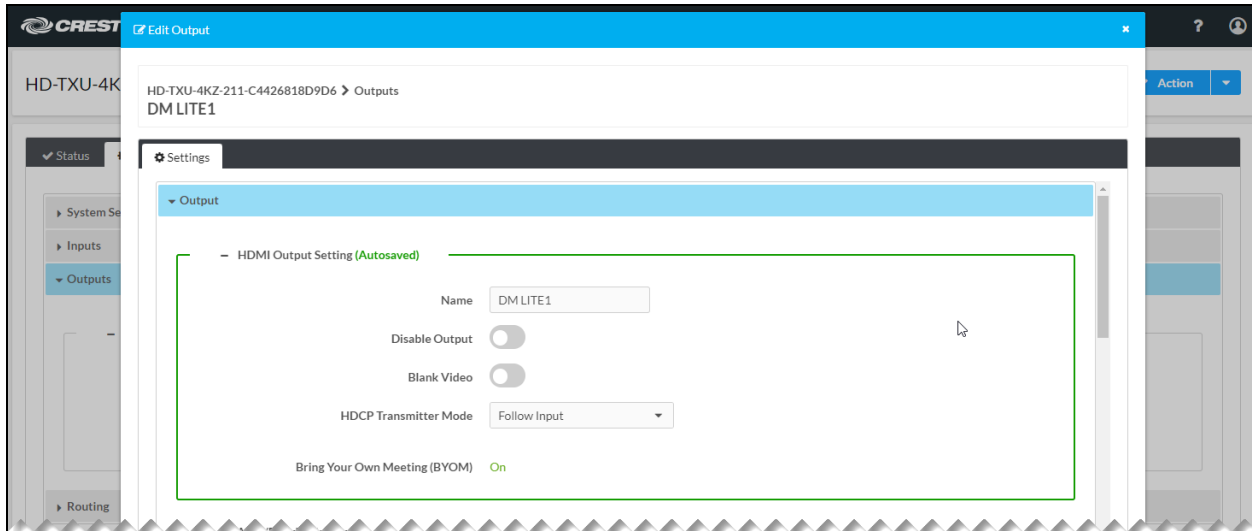 CREST
Edit Output
?
HD-TXU-4K
Action
HD-TXU-4KZ-211-C4426818D9D6 > Outputs
DM LITE1
Status
Settings
System Se
Output
Inputs
HDMI Output Setting (Autosaved)
Outputs
Name DM LITE1
Disable Output
Blank Video
HDCP Transmitter Mode Follow Input
Bring Your Own Meeting (BYOM) On
Routing